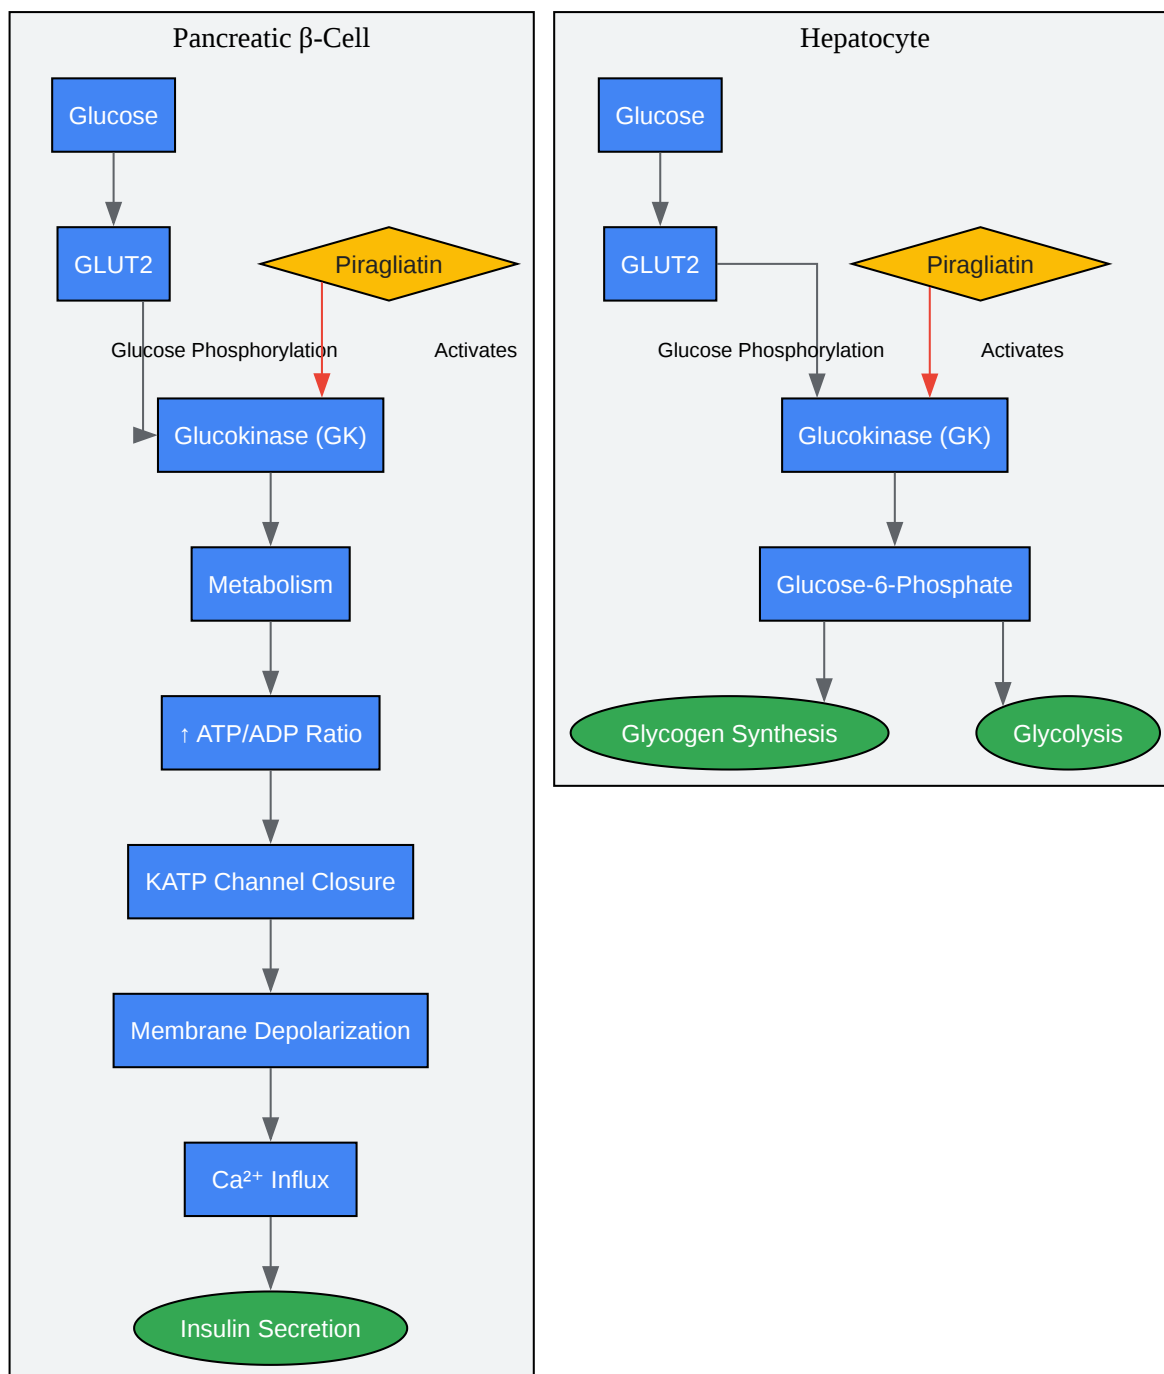 Pancreatic β-Cell
Glucose
GLUT2
Piragliatin
Glucose Phosphorylation
Activates
Glucokinase (GK)
Metabolism
↑ ATP/ADP Ratio
KATP Channel Closure
Membrane Depolarization
Ca²⁺ Influx
Insulin Secretion
Hepatocyte
Glucose
GLUT2
Piragliatin
Glucose Phosphorylation
Activates
Glucokinase (GK)
Glucose-6-Phosphate
Glycogen Synthesis
Glycolysis